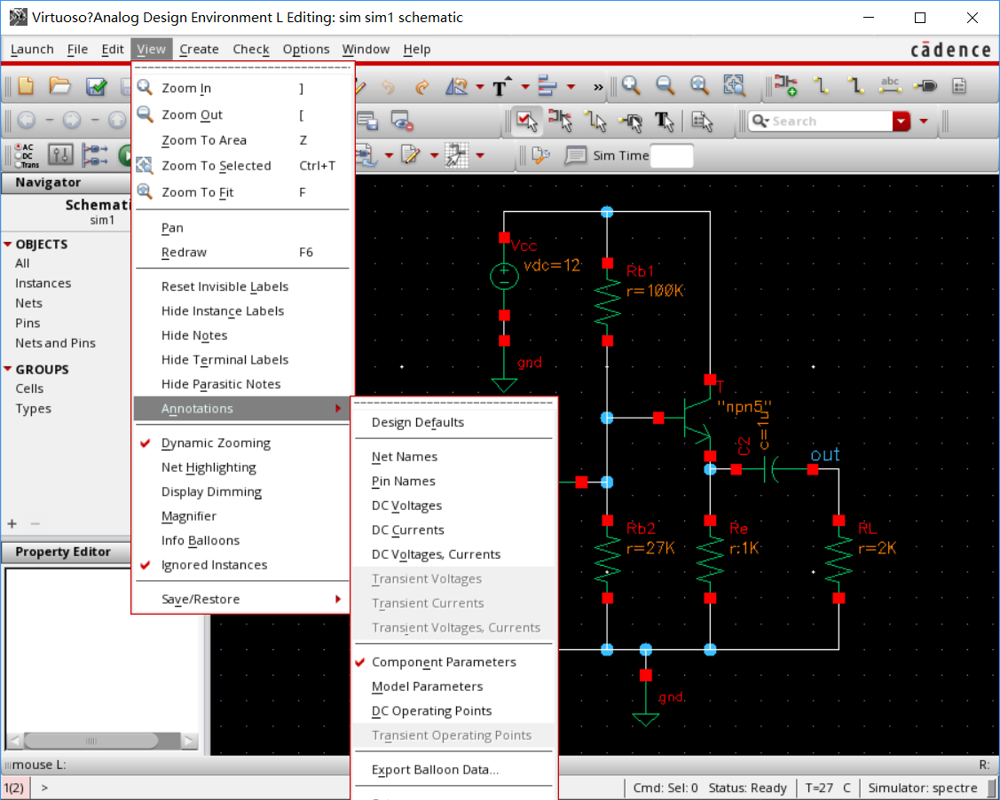 Virtuoso?Analog Design Environment L Editing: sim sim1 schematic
Launch File Edit View Create Check Options Window Help
cādence
T
»
abc
T
Search
AC
DC
Trans
Sim Time
Navigator
Schemati
sim1
OBJECTS
All
Instances
Nets
Pins
Nets and Pins
GROUPS
Cells
Types
+ −
Property Editor
Zoom In ]
Zoom Out [
Zoom To Area Z
Zoom To Selected Ctrl+T
Zoom To Fit F
Pan
Redraw F6
Reset Invisible Labels
Hide Instance Labels
Hide Notes
Hide Terminal Labels
Hide Parasitic Notes
Annotations
Dynamic Zooming
Net Highlighting
Display Dimming
Magnifier
Info Balloons
Ignored Instances
Save/Restore
Design Defaults
Net Names
Pin Names
DC Voltages
DC Currents
DC Voltages, Currents
Transient Voltages
Transient Currents
Transient Voltages, Currents
Component Parameters
Model Parameters
DC Operating Points
Transient Operating Points
Export Balloon Data...
Vcc
vdc=12
gnd
Rb1
r=100K
T
"npn5"
C2
c=1u
out
Rb2
r=27K
Re
r:1K
RL
r=2K
gnd
mouse L: R:
1(2) > Cmd: Sel: 0 Status: Ready T=27 C Simulator: spectre